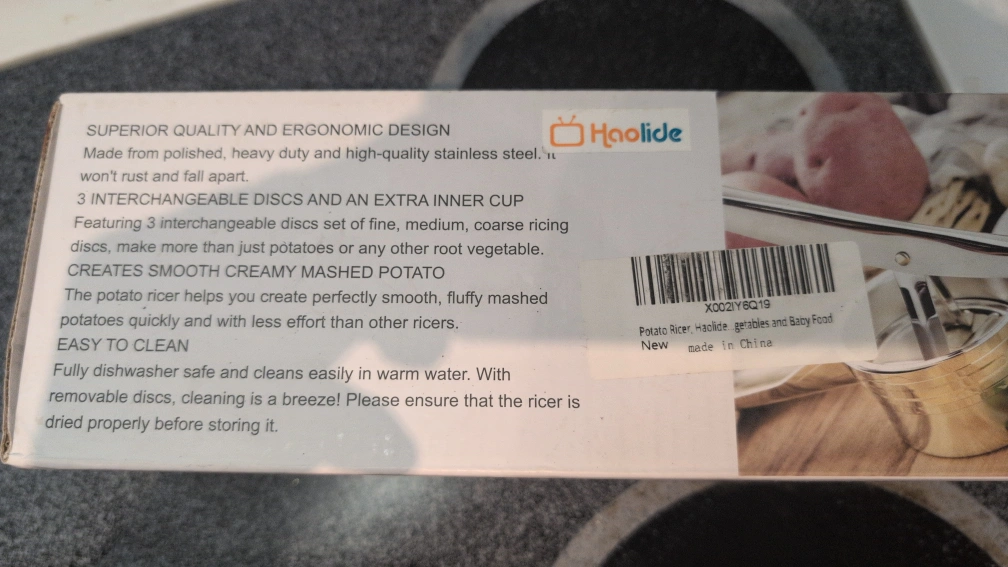 SUPERIOR QUALITY AND ERGONOMIC DESIGN
Haolide
Made from polished, heavy duty and high-quality stainless steel. It
won't rust and fall apart.
3 INTERCHANGEABLE DISCS AND AN EXTRA INNER CUP
Featuring 3 interchangeable discs set of fine, medium, coarse ricing
discs, make more than just potatoes or any other root vegetable.
CREATES SMOOTH CREAMY MASHED POTATO
The potato ricer helps you create perfectly smooth, fluffy mashed
potatoes quickly and with less effort than other ricers.
EASY TO CLEAN
Fully dishwasher safe and cleans easily in warm water. With
removable discs, cleaning is a breeze! Please ensure that the ricer is
dried properly before storing it.
X002IY6Q19
Potato Ricer, Haolide...getables and Baby Food
New made in China